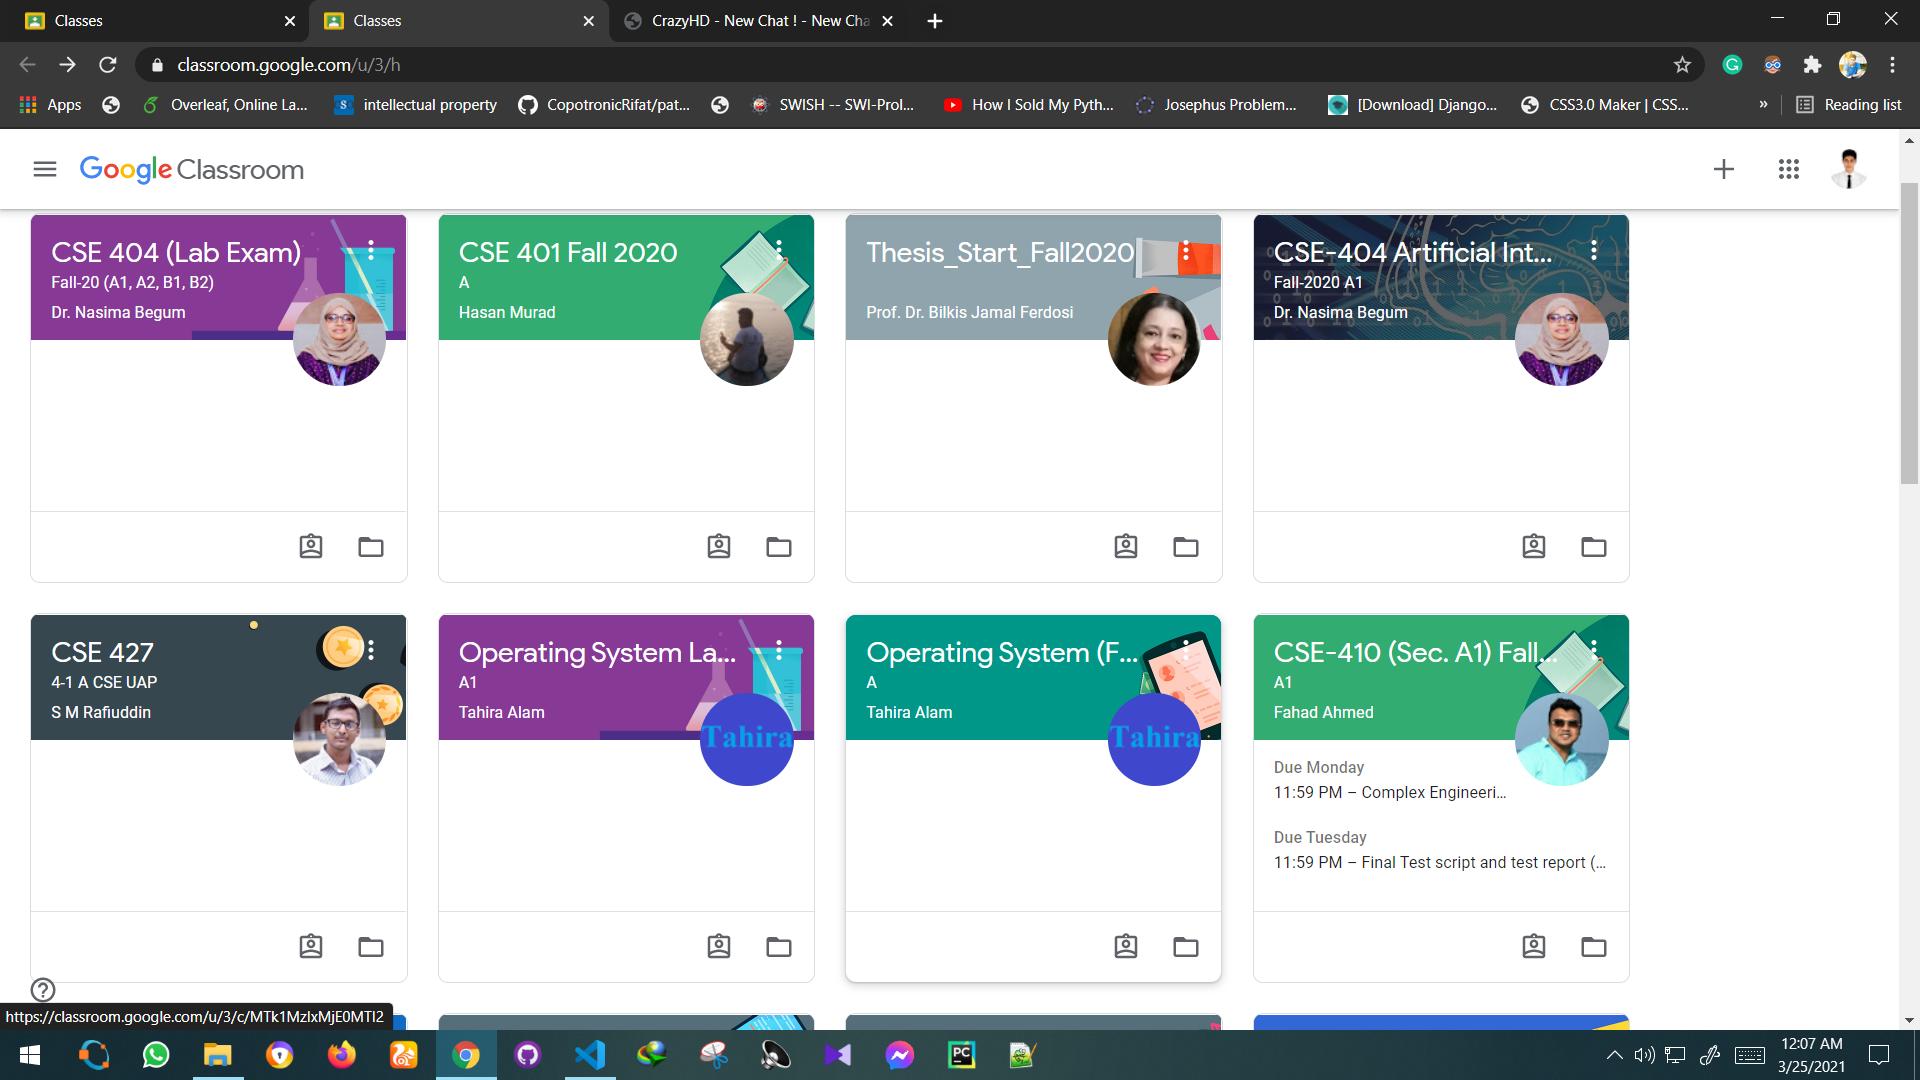 Classes
Classes
CrazyHD - New Chat ! - New Cha
classroom.google.com/u/3/h
Apps
Overleaf, Online La...
intellectual property
CopotronicRifat/pat...
SWISH -- SWI-Prol...
How I Sold My Pyth...
Josephus Problem...
[Download] Django...
CSS3.0 Maker | CSS...
»
Reading list
Google Classroom
CSE 404 (Lab Exam)
Fall-20 (A1, A2, B1, B2)
Dr. Nasima Begum
CSE 401 Fall 2020
A
Hasan Murad
Thesis_Start_Fall2020
Prof. Dr. Bilkis Jamal Ferdosi
CSE-404 Artificial Int...
Fall-2020 A1
Dr. Nasima Begum
CSE 427
4-1 A CSE UAP
S M Rafiuddin
Operating System La...
A1
Tahira Alam
Tahira
Operating System (F...
A
Tahira Alam
Tahira
CSE-410 (Sec. A1) Fall...
A1
Fahad Ahmed
Due Monday
11:59 PM – Complex Engineeri...
Due Tuesday
11:59 PM – Final Test script and test report (...
https://classroom.google.com/u/3/c/MTk1MzIxMjE0MTI2
12:07 AM
3/25/2021